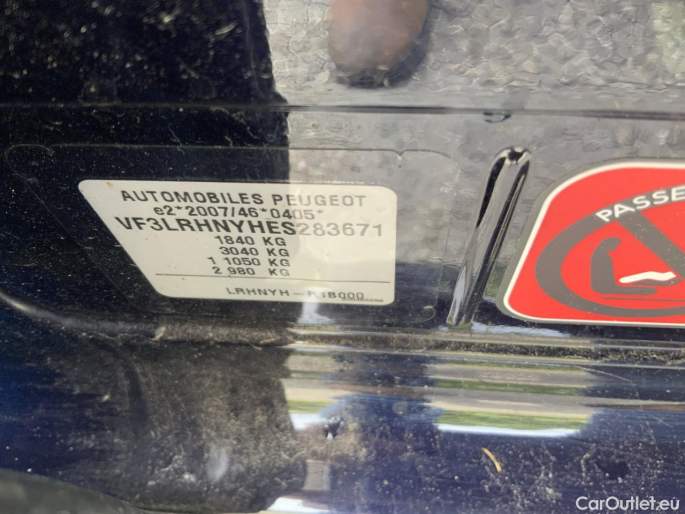 AUTOMOBILES PEUGEOT
e2*2007/46*0405*
VF3LRHNYHES283671
1840 KG
3040 KG
1 1050 KG
2 980 KG
LRHNYH
PASSE
CarOutlet.eu